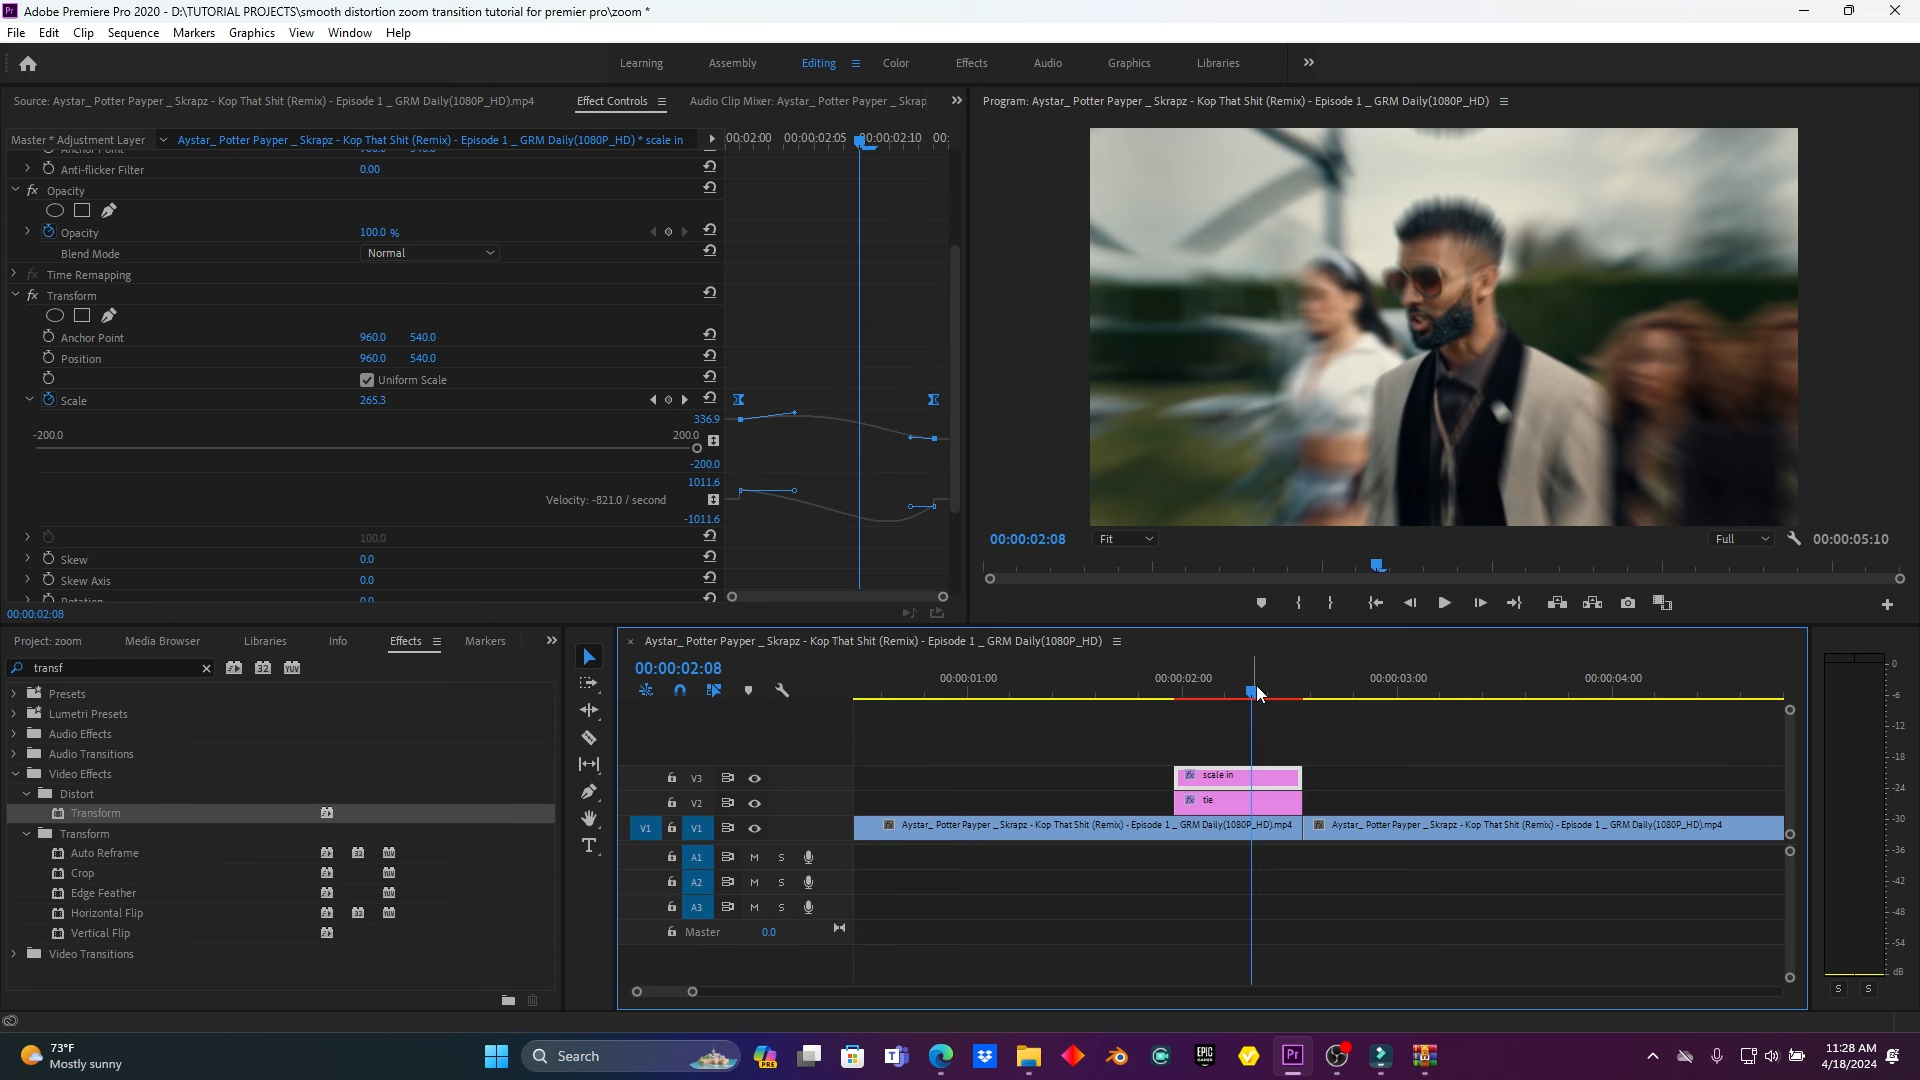 Adobe Premiere Pro 2020 - D:\TUTORIAL PROJECTS\smooth distortion zoom transition tutorial for premier pro\zoom *
File Edit Clip Sequence Markers Graphics View Window Help
Learning Assembly Editing Color Effects Audio Graphics Libraries
Source: Aystar_ Potter Payper _ Skrapz - Kop That Shit (Remix) - Episode 1 _ GRM Daily(1080P_HD).mp4 Effect Controls Audio Clip Mixer: Aystar_ Potter Payper _ Skrap
Program: Aystar_ Potter Payper _ Skrapz - Kop That Shit (Remix) - Episode 1 _ GRM Daily(1080P_HD)
Master * Adjustment Layer Aystar_ Potter Payper _ Skrapz - Kop That Shit (Remix) - Episode 1 _ GRM Daily(1080P_HD) * scale in 00:02:00 00:00:02:05 00:00:02:10 00:
Anti-flicker Filter 0.00
fx Opacity
Opacity 100.0 %
Blend Mode Normal
fx Time Remapping
fx Transform
Anchor Point 960.0 540.0
Position 960.0 540.0
Uniform Scale
Scale 265.3
336.9
-200.0 200.0
-200.0
1011.6
Velocity: -821.0 / second
-1011.6
100.0
Skew 0.0
Skew Axis 0.0
Rotation 0.0
00:00:02:08
00:00:02:08 Fit Full 00:00:05:10
Project: zoom Media Browser Libraries Info Effects Markers
transf
32 YUV
Presets
Lumetri Presets
Audio Effects
Audio Transitions
Video Effects
Distort
Transform
Transform
Auto Reframe
Crop
Edge Feather
Horizontal Flip
Vertical Flip
Video Transitions
Aystar_ Potter Payper _ Skrapz - Kop That Shit (Remix) - Episode 1 _ GRM Daily(1080P_HD)
00:00:02:08
00:00:01:00 00:00:02:00 00:00:03:00 00:00:04:00
V3 fx scale in
V2 fx tie
V1 V1 Aystar_ Potter Payper _ Skrapz - Kop That Shit (Remix) - Episode 1 _ GRM Daily(1080P_HD).mp4 Aystar_ Potter Payper _ Skrapz - Kop That Shit (Remix) - Episode 1 _ GRM Daily(1080P_HD).mp4
A1 M S
A2 M S
A3 M S
Master 0.0
0
-6
-12
-18
-24
-30
-36
-42
-48
-54
dB
S S
73°F
Mostly sunny
Search
PRE
EPIC GAMES
Pr
11:28 AM
4/18/2024